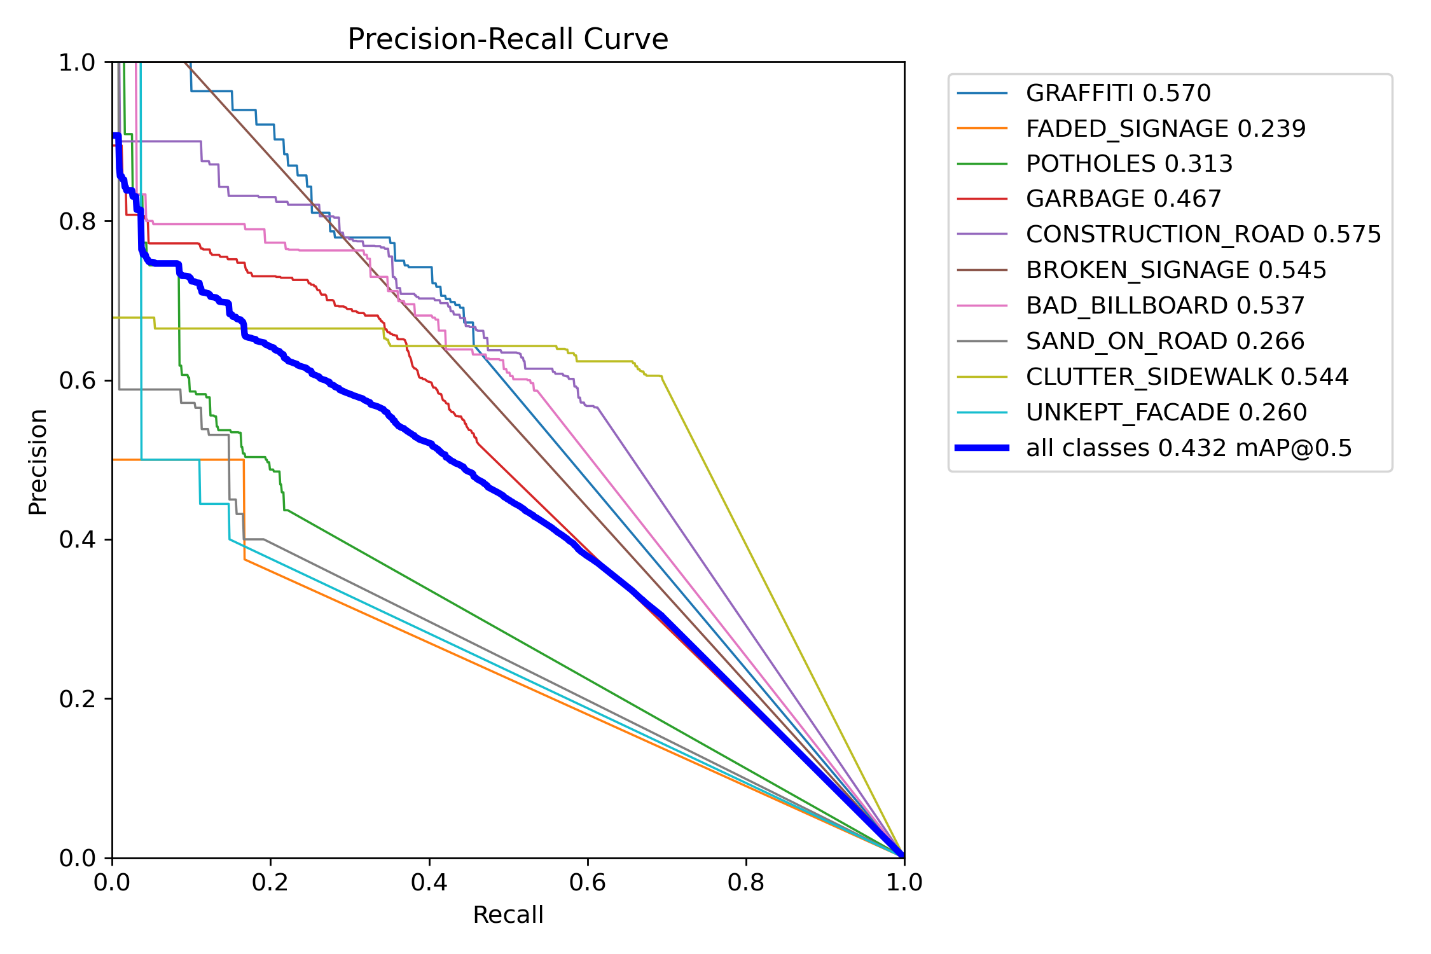 Precision-Recall Curve
1.0
0.8
0.6
0.4
0.2
0.0
Precision
0.0 0.2 0.4 0.6 0.8 1.0
Recall
GRAFFITI 0.570
FADED_SIGNAGE 0.239
POTHOLES 0.313
GARBAGE 0.467
CONSTRUCTION_ROAD 0.575
BROKEN_SIGNAGE 0.545
BAD_BILLBOARD 0.537
SAND_ON_ROAD 0.266
CLUTTER_SIDEWALK 0.544
UNKEPT_FACADE 0.260
all classes 0.432 mAP@0.5